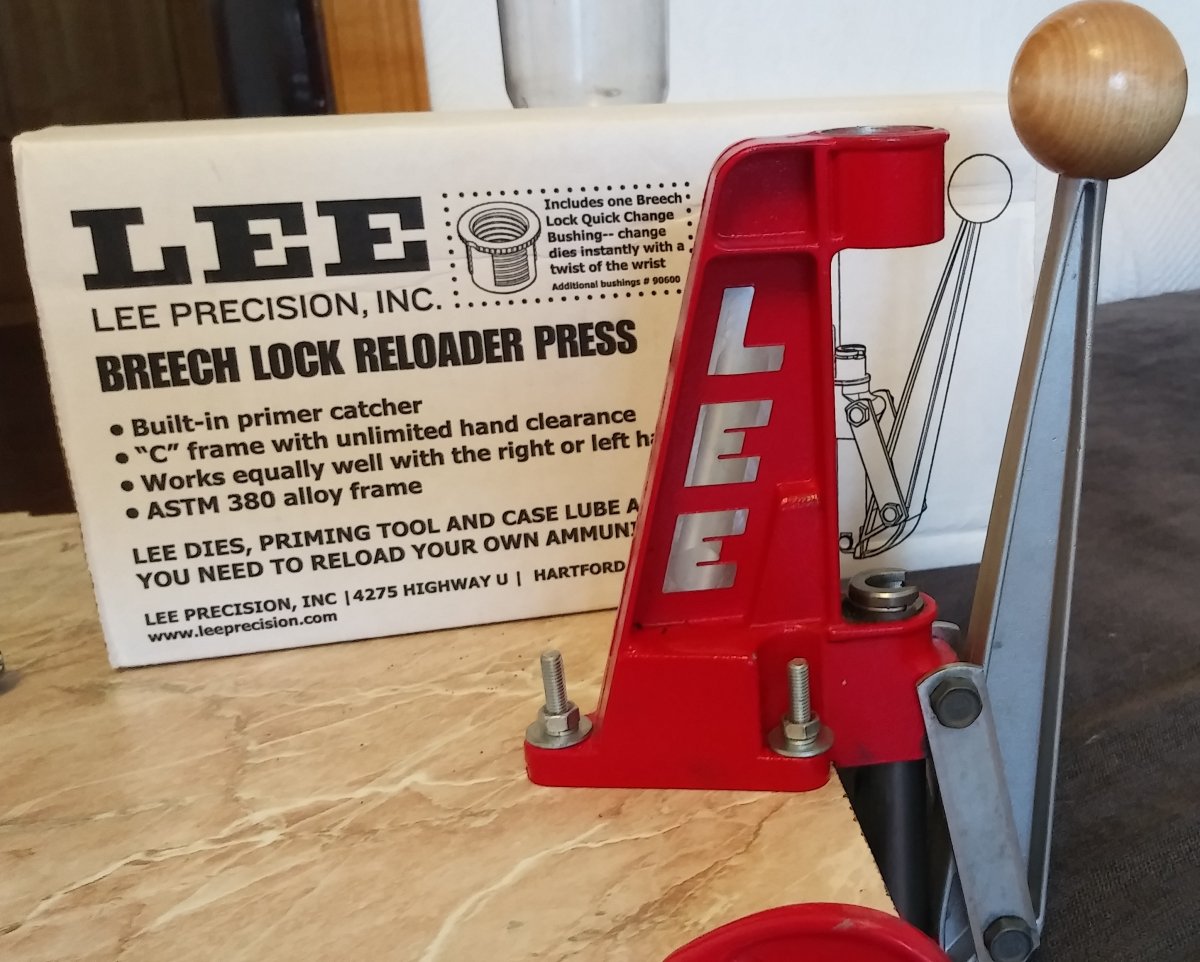 LEE
LEE PRECISION, INC.
Includes one Breech
Lock Quick Change
Bushing-- change
dies instantly with a
twist of the wrist
Additional bushings # 90600
BREECH LOCK RELOADER PRESS
• Built-in primer catcher
• “C” frame with unlimited hand clearance
• Works equally well with the right or left
• ASTM 380 alloy frame
LEE DIES, PRIMING TOOL AND CASE LUBE
YOU NEED TO RELOAD YOUR OWN
LEE PRECISION, INC | 4275 HIGHWAY U | HARTFORD
www.leeprecision.com
LEE